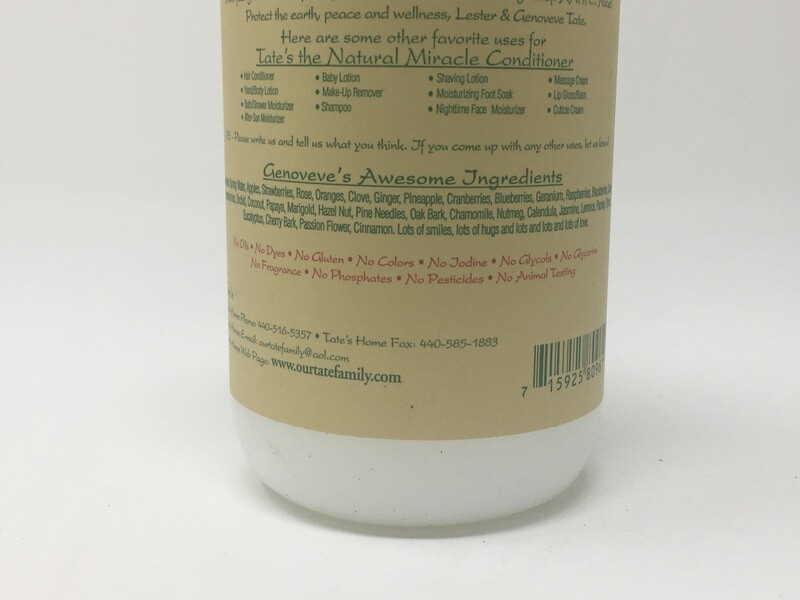 Protect the earth, peace and wellness, Lester & Genoveve Tate.
Here are some other favorite uses for
Tate's the Natural Miracle Conditioner
• Hair Conditioner • Baby Lotion • Shaving Lotion • Massage Cream
• Hand/Body Lotion • Make-Up Remover • Moisturizing Foot Soak • Lip Gloss/Balm
• Bath/Shower Moisturizer • Shampoo • Nighttime Face Moisturizer • Cuticle Cream
• After-Sun Moisturizer
PS - Please write us and tell us what you think. If you come up with any other uses, let us know!
Genoveve's Awesome Ingredients
Spring Water, Apples, Strawberries, Rose, Oranges, Clove, Ginger, Pineapple, Cranberries, Blueberries, Geranium, Raspberries,
Orchid, Coconut, Papaya, Marigold, Hazel Nut, Pine Needles, Oak Bark, Chamomile, Nutmeg, Calendula, Jasmine, Lemons,
Eucalyptus, Cherry Bark, Passion Flower, Cinnamon. Lots of smiles, lots of hugs and lots and lots and lots of love.
No Oils • No Dyes • No Gluten • No Colors • No Iodine • No Glycols • No Glycerine
No Fragrance • No Phosphates • No Pesticides • No Animal Testing
Phone: 440-516-5357 • Tate's Home Fax: 440-585-1883
Email: ourtatefamily@aol.com
Web Page: www.ourtatefamily.com
7 15925 809